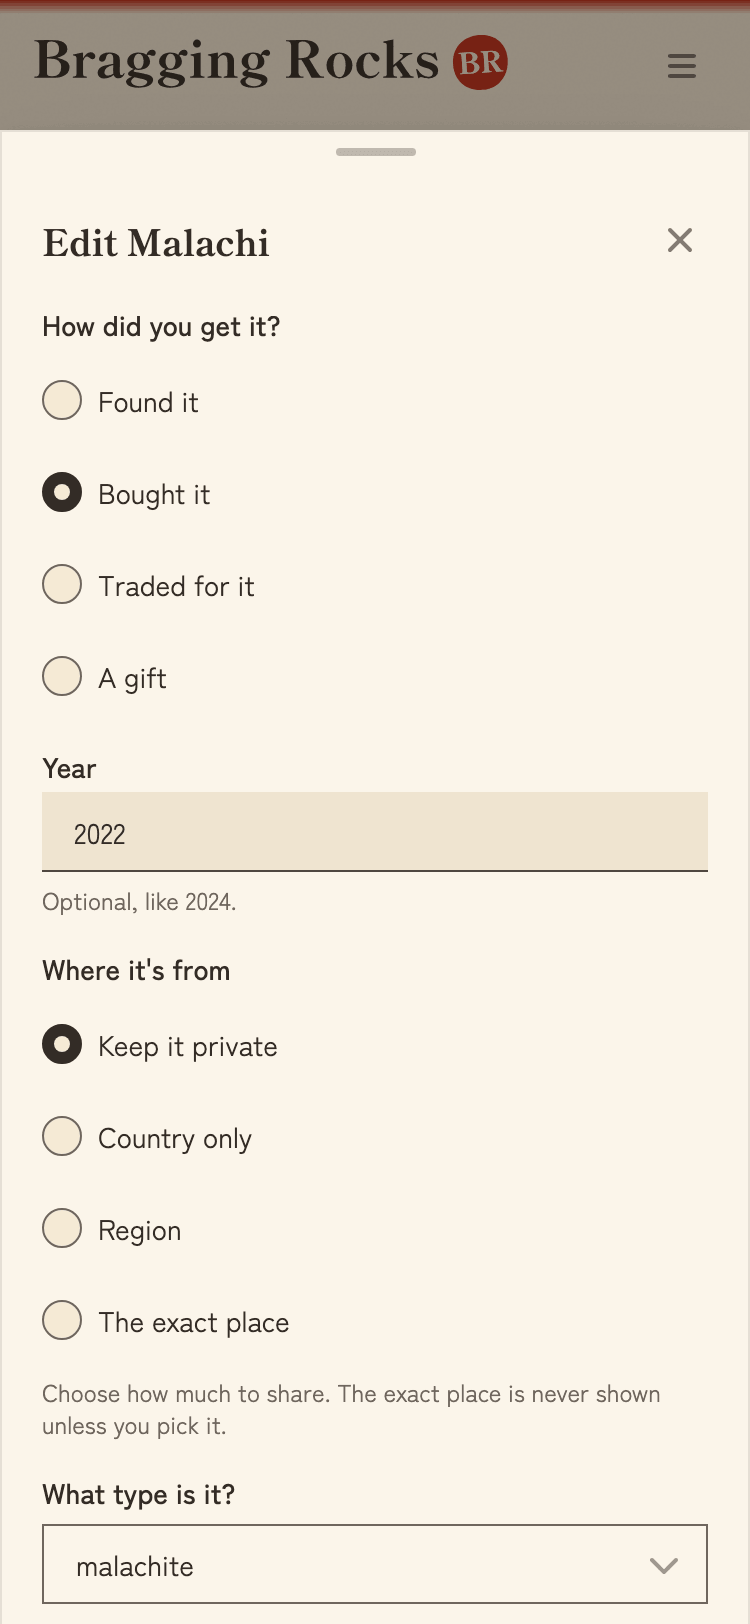 Bragging Rocks BR
Edit Malachi
How did you get it?
Found it
Bought it
Traded for it
A gift
Year
2022
Optional, like 2024.
Where it's from
Keep it private
Country only
Region
The exact place
Choose how much to share. The exact place is never shown
unless you pick it.
What type is it?
malachite